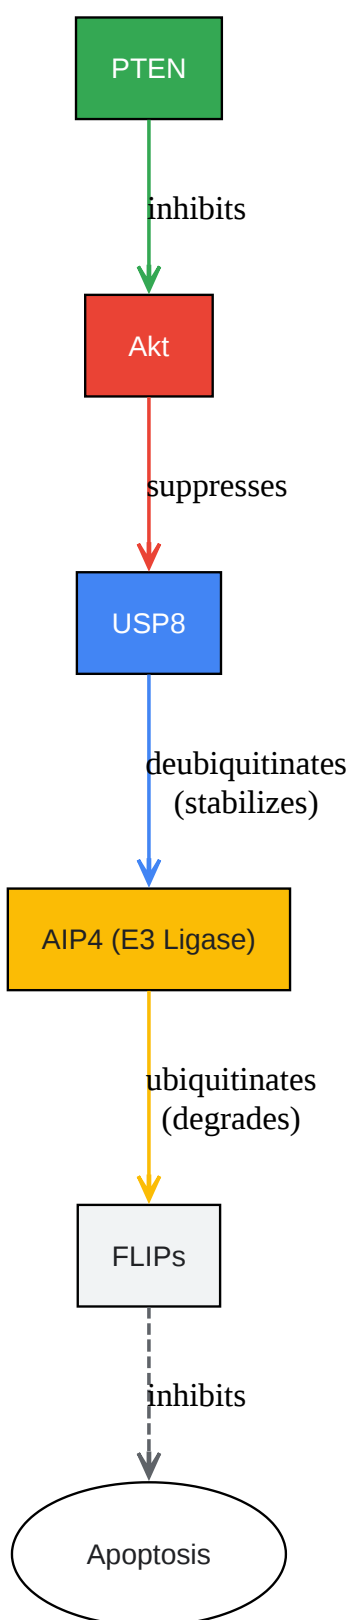 PTEN
inhibits
Akt
suppresses
USP8
deubiquitinates
(stabilizes)
AIP4 (E3 Ligase)
ubiquitinates
(degrades)
FLIPs
inhibits
Apoptosis